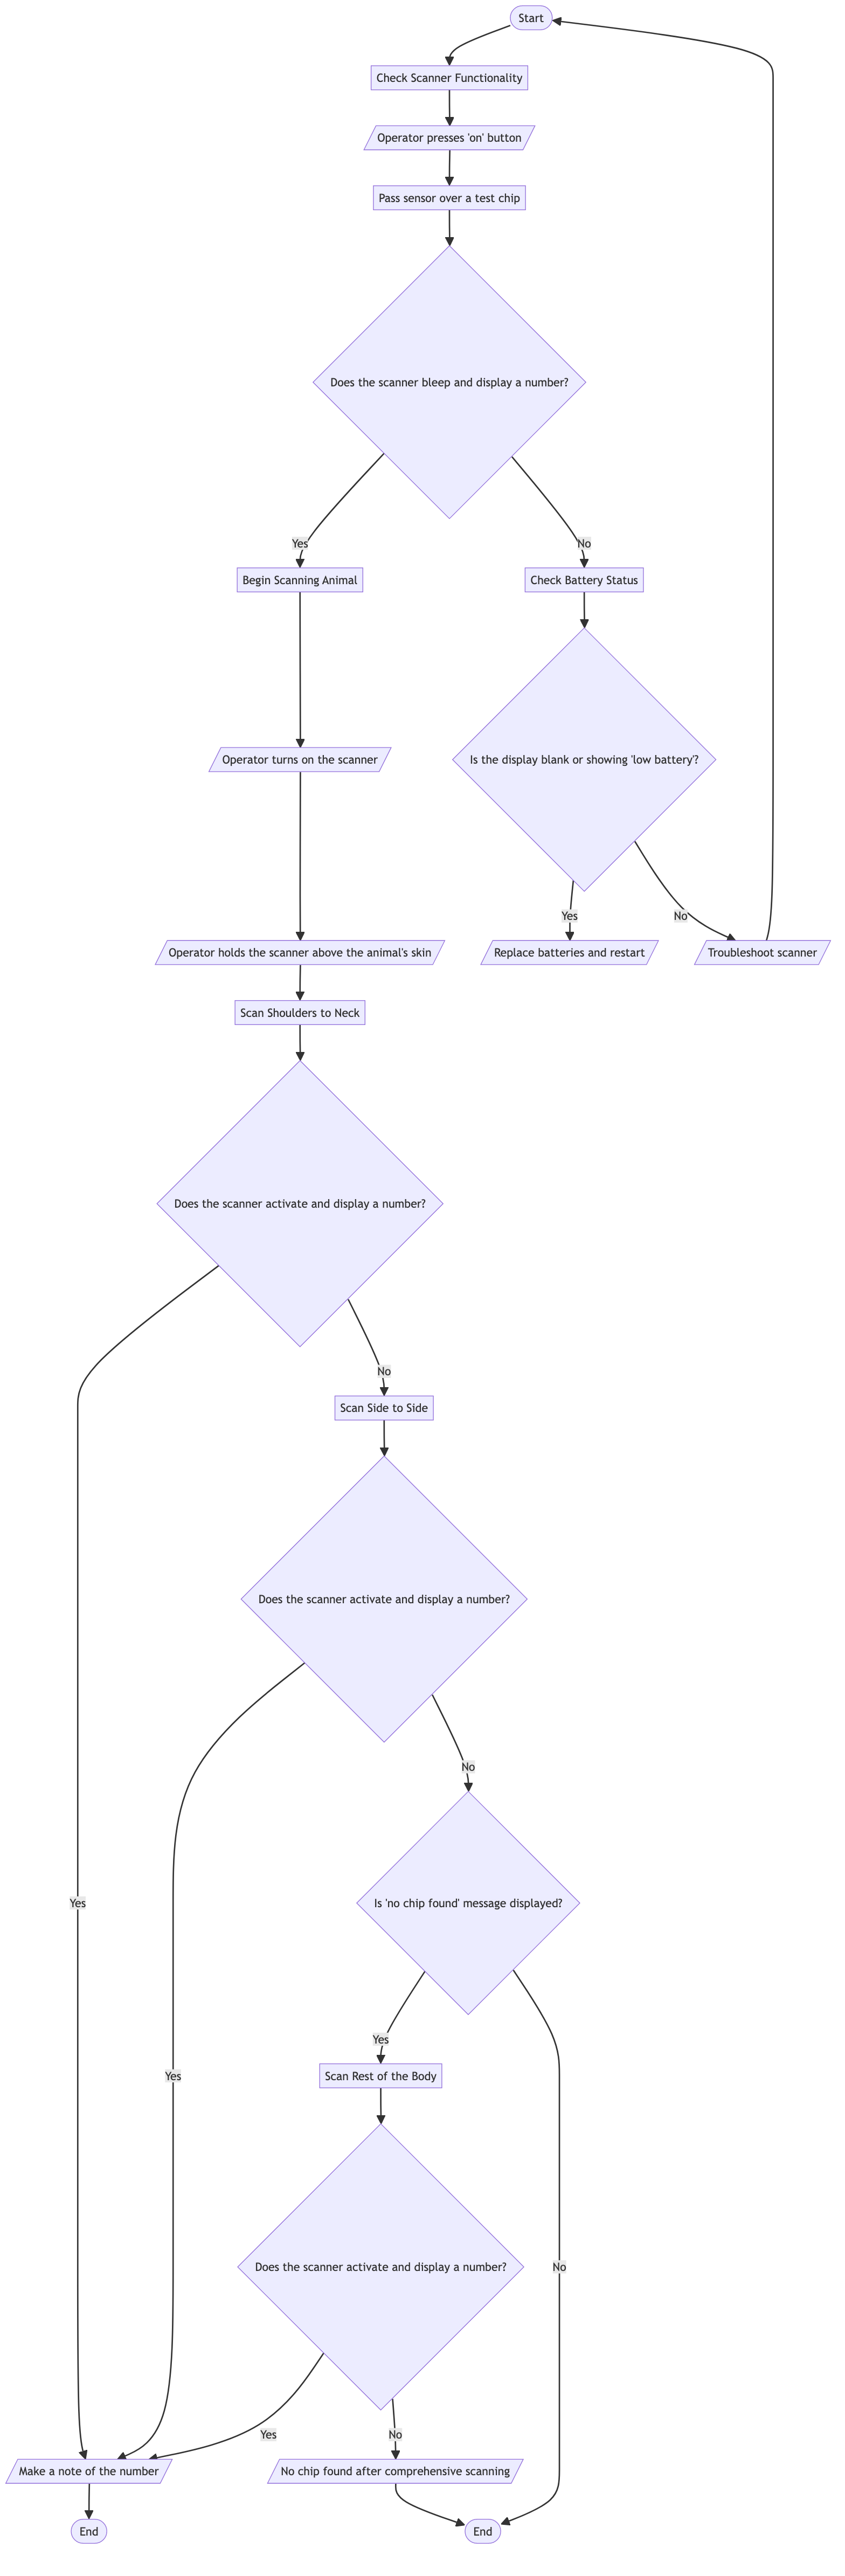 Start
Check Scanner Functionality
Operator presses 'on' button
Pass sensor over a test chip
Does the scanner bleep and display a number?
Yes
No
Begin Scanning Animal
Check Battery Status
Operator turns on the scanner
Is the display blank or showing 'low battery'?
Yes
No
Operator holds the scanner above the animal's skin
Replace batteries and restart
Troubleshoot scanner
Scan Shoulders to Neck
Does the scanner activate and display a number?
No
Scan Side to Side
Does the scanner activate and display a number?
No
Yes
Is 'no chip found' message displayed?
Yes
Yes
Scan Rest of the Body
Does the scanner activate and display a number?
No
Yes
No
Make a note of the number
No chip found after comprehensive scanning
End
End